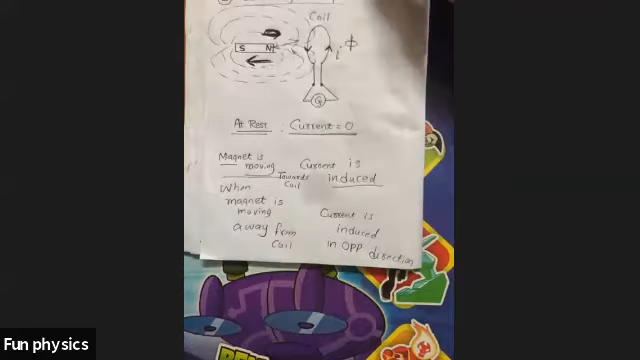 Coil
S N
i
ϕ
G
At Rest : Current = 0
Magnet is moving Towards Coil
Current is induced
When magnet is moving away from Coil
Current is induced in OPP direction
BEN
Fun physics